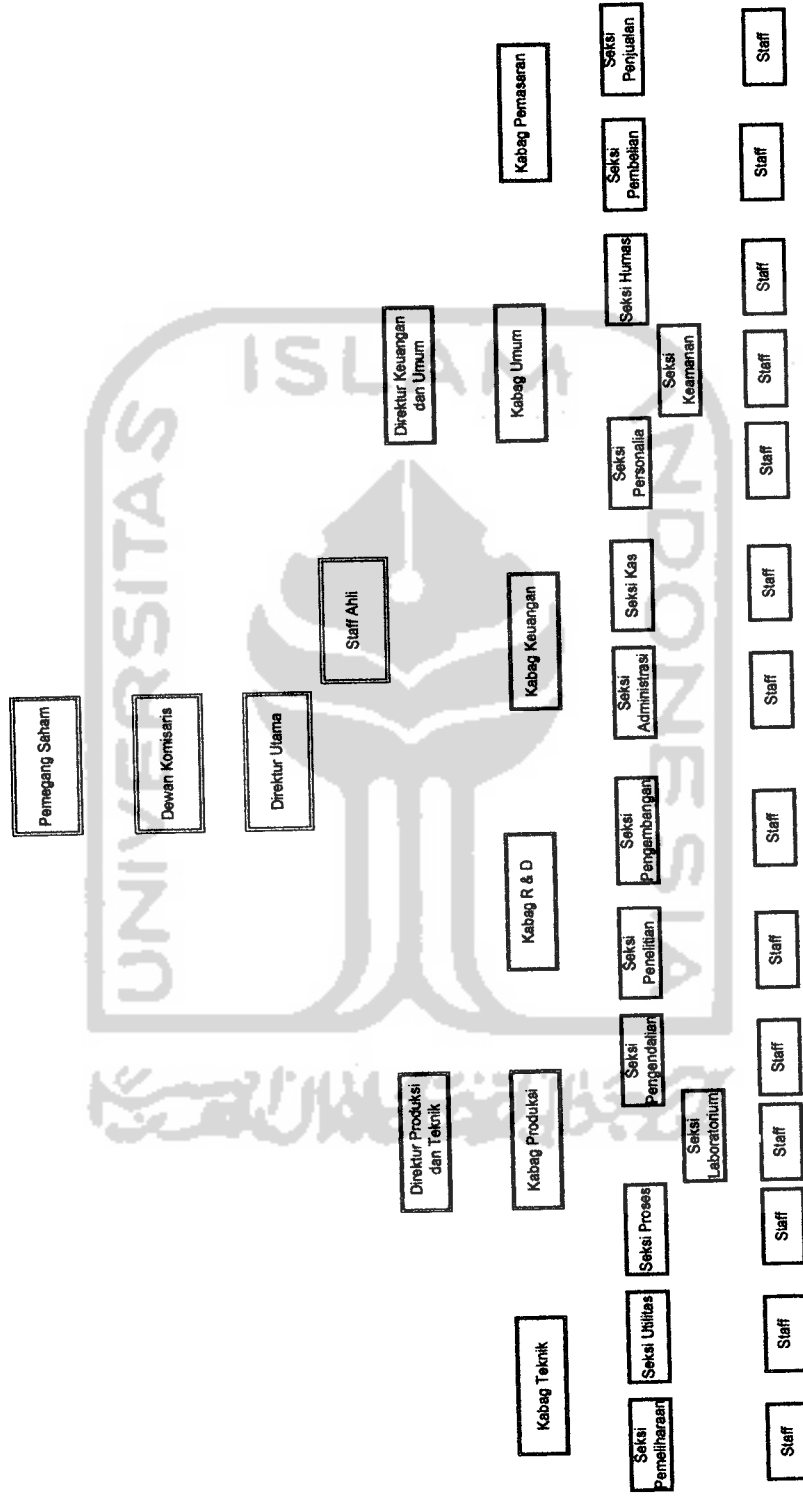 Pemegang Saham
Dewan Komisaris
Direktur Utama
Staff Ahli
Direktur Produksi
dan Teknik
Direktur Keuangan
dan Umum
Kabag Teknik
Kabag Produksi
Kabag R & D
Kabag Keuangan
Kabag Umum
Kabag Pemasaran
Seksi
Pemeliharaan
Seksi Utilitas
Seksi Proses
Seksi
Laboratorium
Seksi
Pengendalian
Seksi
Penelitian
Seksi
Pengembangan
Seksi
Administrasi
Seksi Kas
Seksi
Personalia
Seksi
Keamanan
Seksi Humas
Seksi
Pembelian
Seksi
Penjualan
Staff
Staff
Staff
Staff
Staff
Staff
Staff
Staff
Staff
Staff
Staff
Staff
Staff
Staff
UNIVERSITAS
ISLAM
INDONESIA